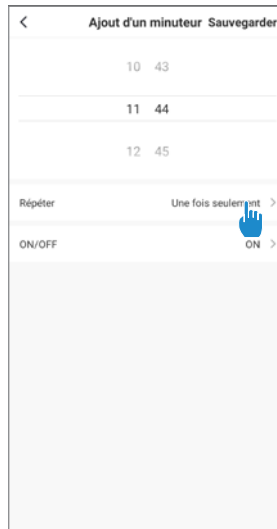 Ajout d'un minuteur Sauvegarder
10 43
11 44
12 45
Répéter Une fois seulement
ON/OFF ON